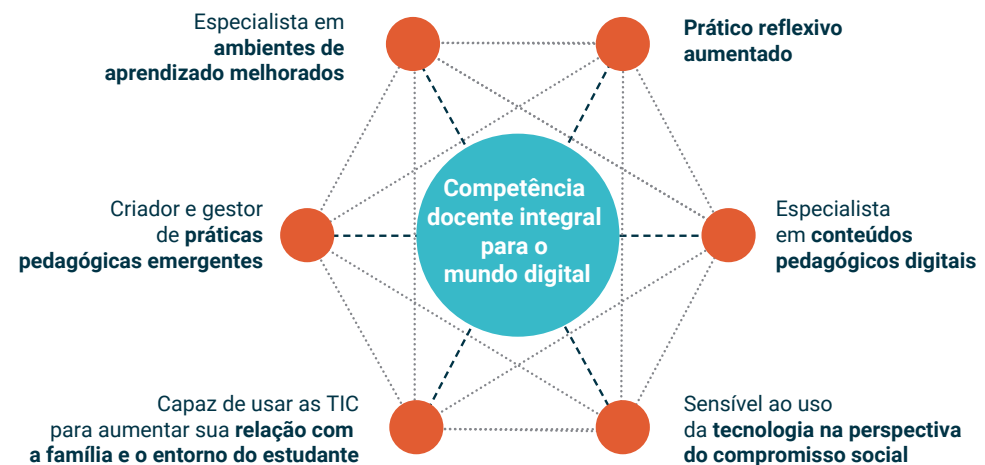 Especialista em
ambientes de
aprendizado melhorados
Prático reflexivo
aumentado
Criador e gestor
de práticas
pedagógicas emergentes
Competência
docente integral
para o
mundo digital
Especialista
em conteúdos
pedagógicos digitais
Capaz de usar as TIC
para aumentar sua relação com
a família e o entorno do estudante
Sensível ao uso
da tecnologia na perspectiva
do compromisso social